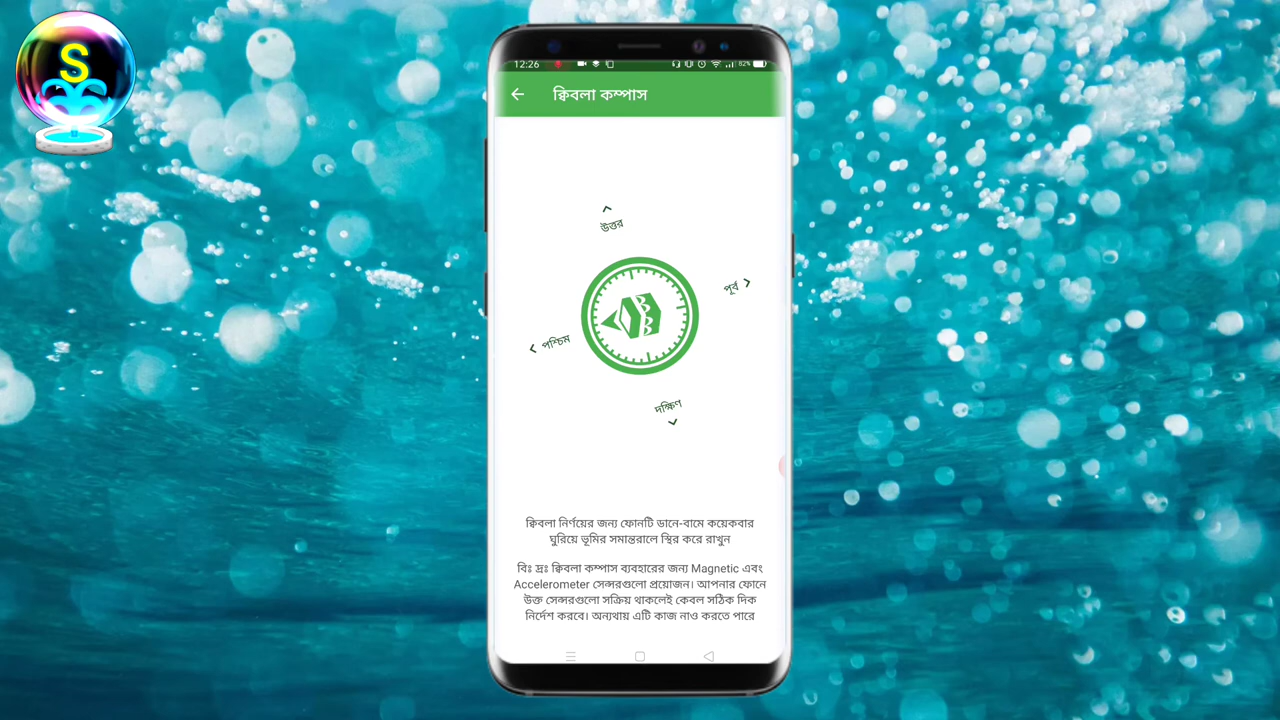 S
12:26
82%
ক্বিবলা কম্পাস
উত্তর
পূর্ব
পশ্চিম
দক্ষিণ
ক্বিবলা নির্ণয়ের জন্য ফোনটি ডানে-বামে কয়েকবার
ঘুরিয়ে ভূমির সমান্তরালে স্থির করে রাখুন
বিঃ দ্রঃ ক্বিবলা কম্পাস ব্যবহারের জন্য Magnetic এবং
Accelerometer সেন্সরগুলো প্রয়োজন। আপনার ফোনে
উক্ত সেন্সরগুলো সক্রিয় থাকলেই কেবল সঠিক দিক
নির্দেশ করবে। অন্যথায় এটি কাজ নাও করতে পারে